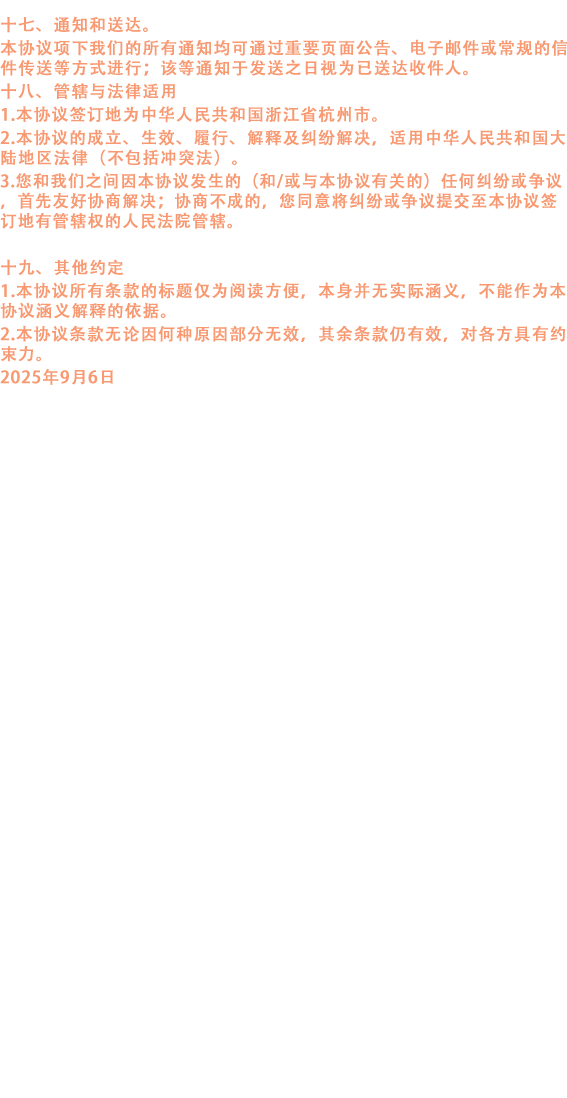 十七、通知和送达。
本协议项下我们的所有通知均可通过重要页面公告、电子邮件或常规的信
件传送等方式进行；该等通知于发送之日视为已送达收件人。
十八、管辖与法律适用
1.本协议签订地为中华人民共和国浙江省杭州市。
2.本协议的成立、生效、履行、解释及纠纷解决，适用中华人民共和国大
陆地区法律（不包括冲突法）。
3.您和我们之间因本协议发生的（和/或与本协议有关的）任何纠纷或争议
，首先友好协商解决；协商不成的，您同意将纠纷或争议提交至本协议签
订地有管辖权的人民法院管辖。
十九、其他约定
1.本协议所有条款的标题仅为阅读方便，本身并无实际涵义，不能作为本
协议涵义解释的依据。
2.本协议条款无论因何种原因部分无效，其余条款仍有效，对各方具有约
束力。
2025年9月6日